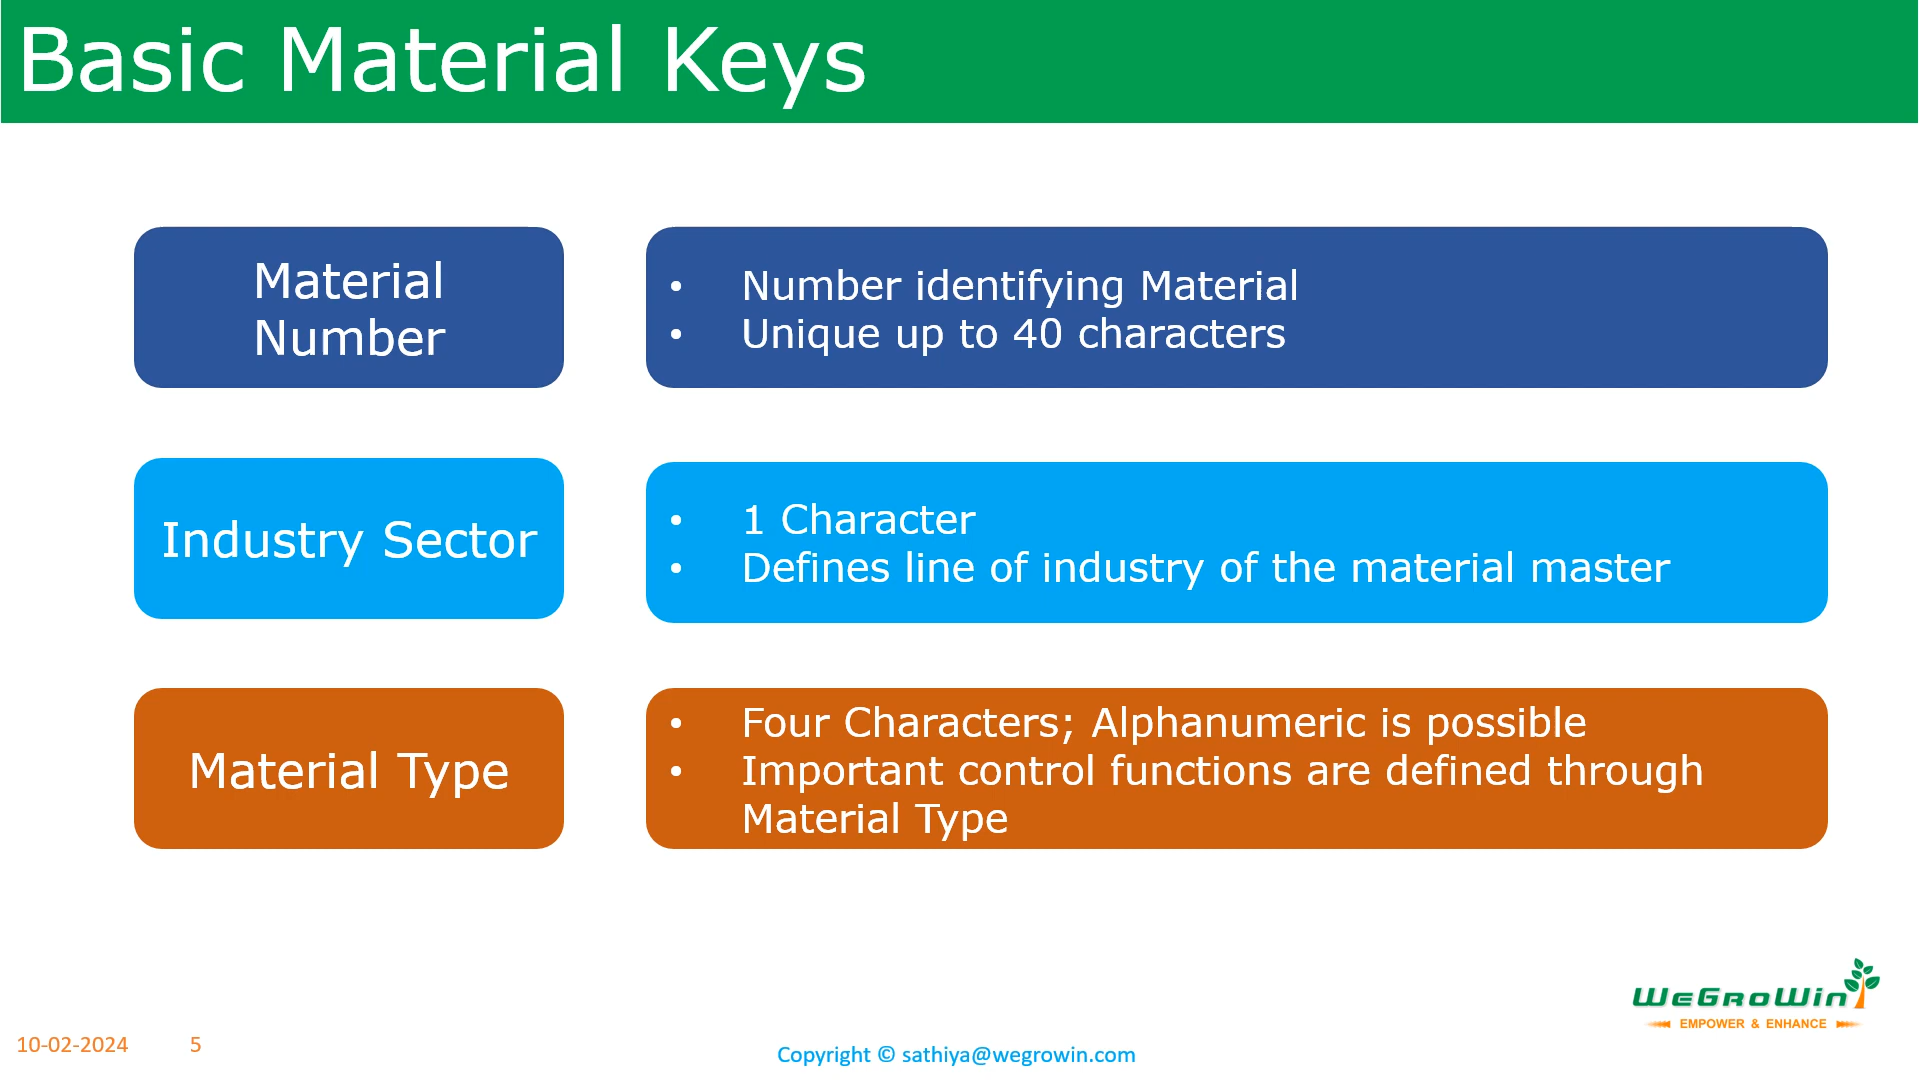 Basic Material Keys
Material
Number
• Number identifying Material
• Unique up to 40 characters
Industry Sector
• 1 Character
• Defines line of industry of the material master
Material Type
• Four Characters; Alphanumeric is possible
• Important control functions are defined through
Material Type
WeGroWin
EMPOWER & ENHANCE
10-02-2024 5
Copyright © sathiya@wegrowin.com